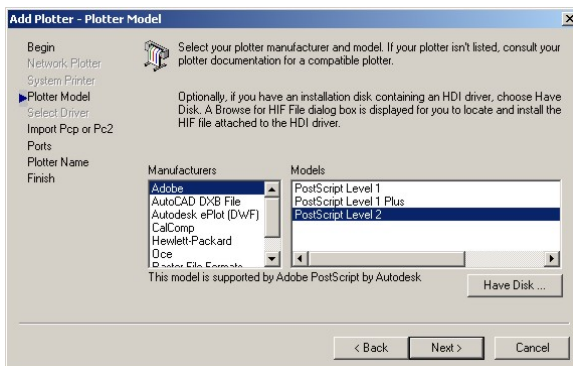 Add Plotter - Plotter Model
Begin
Network Plotter
System Printer
Plotter Model
Select Driver
Import Pcp or Pc2
Ports
Plotter Name
Finish
Select your plotter manufacturer and model. If your plotter isn't listed, consult your
plotter documentation for a compatible plotter.
Optionally, if you have an installation disk containing an HDI driver, choose Have
Disk. A Browse for HIF File dialog box is displayed for you to locate and install the
HIF file attached to the HDI driver.
Manufacturers
Adobe
AutoCAD DXB File
Autodesk ePlot (DWF)
CalComp
Hewlett-Packard
Oce
Raster File Formats
Models
PostScript Level 1
PostScript Level 1 Plus
PostScript Level 2
This model is supported by Adobe PostScript by Autodesk
Have Disk ...
< Back
Next >
Cancel